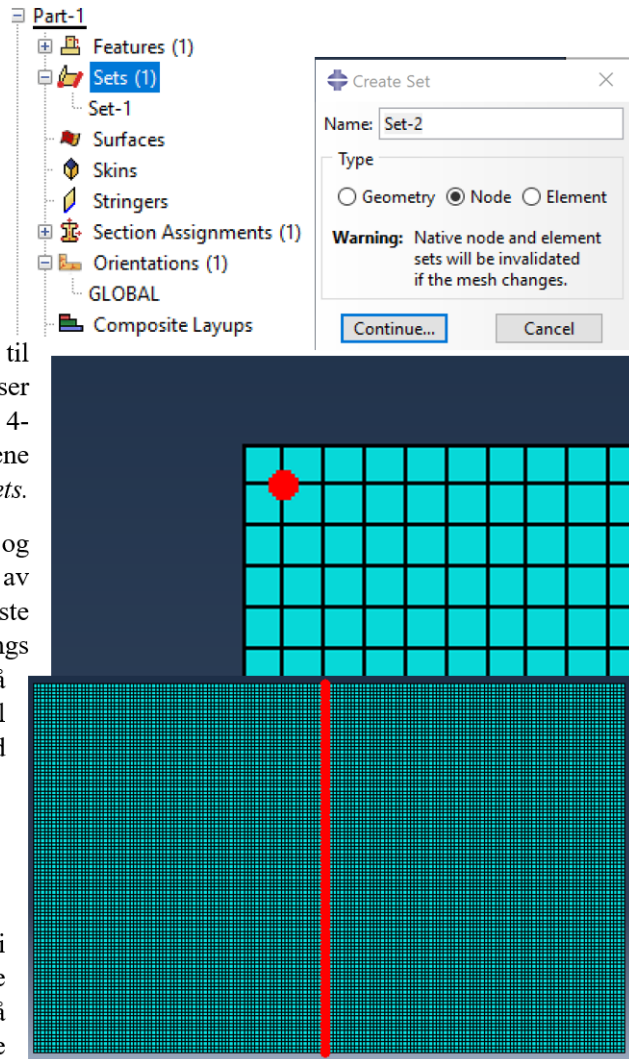 Part-1
Features (1)
Sets (1)
Set-1
Surfaces
Skins
Stringers
Section Assignments (1)
Orientations (1)
GLOBAL
Composite Layups
Create Set
Name: Set-2
Type
Geometry Node Element
Warning: Native node and element
sets will be invalidated
if the mesh changes.
Continue... Cancel
til
ser
4-
ene
ets.
og
av
ste
ngs
å
l
d
i
e
å
e